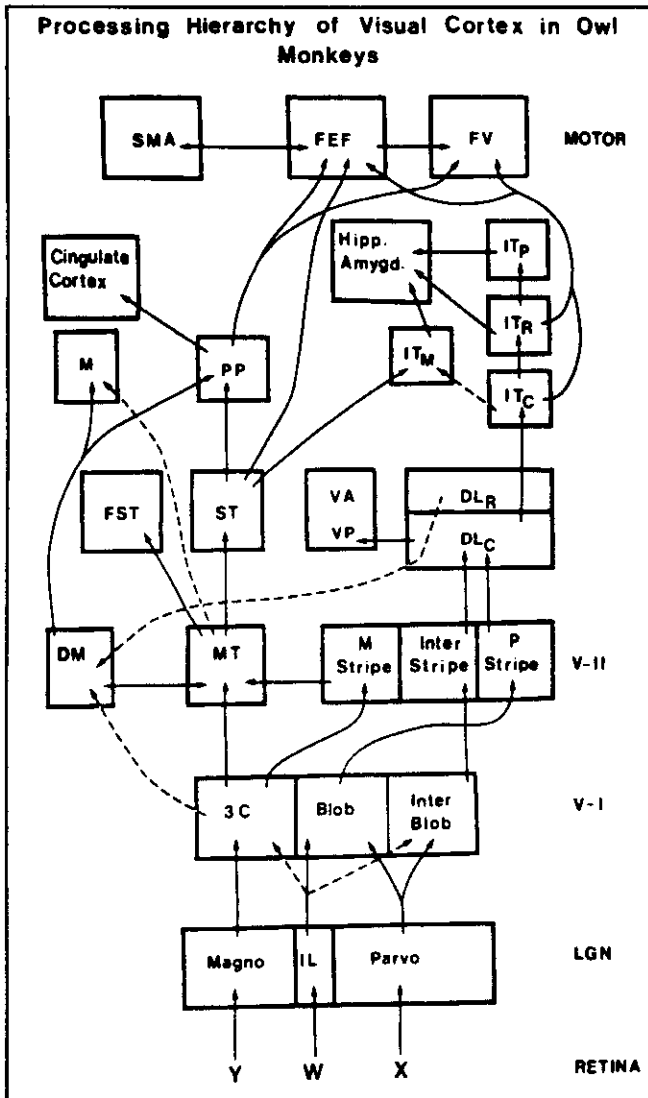 Processing Hierarchy of Visual Cortex in Owl
Monkeys
SMA
FEF
FV
MOTOR
Cingulate
Cortex
Hipp.
Amygd.
ITP
M
PP
ITM
ITR
ITC
FST
ST
VA
VP
DLR
DLC
DM
MT
M
Stripe
Inter
Stripe
P
Stripe
V-II
3C
Blob
Inter
Blob
V-I
Magno
IL
Parvo
LGN
Y
W
X
RETINA